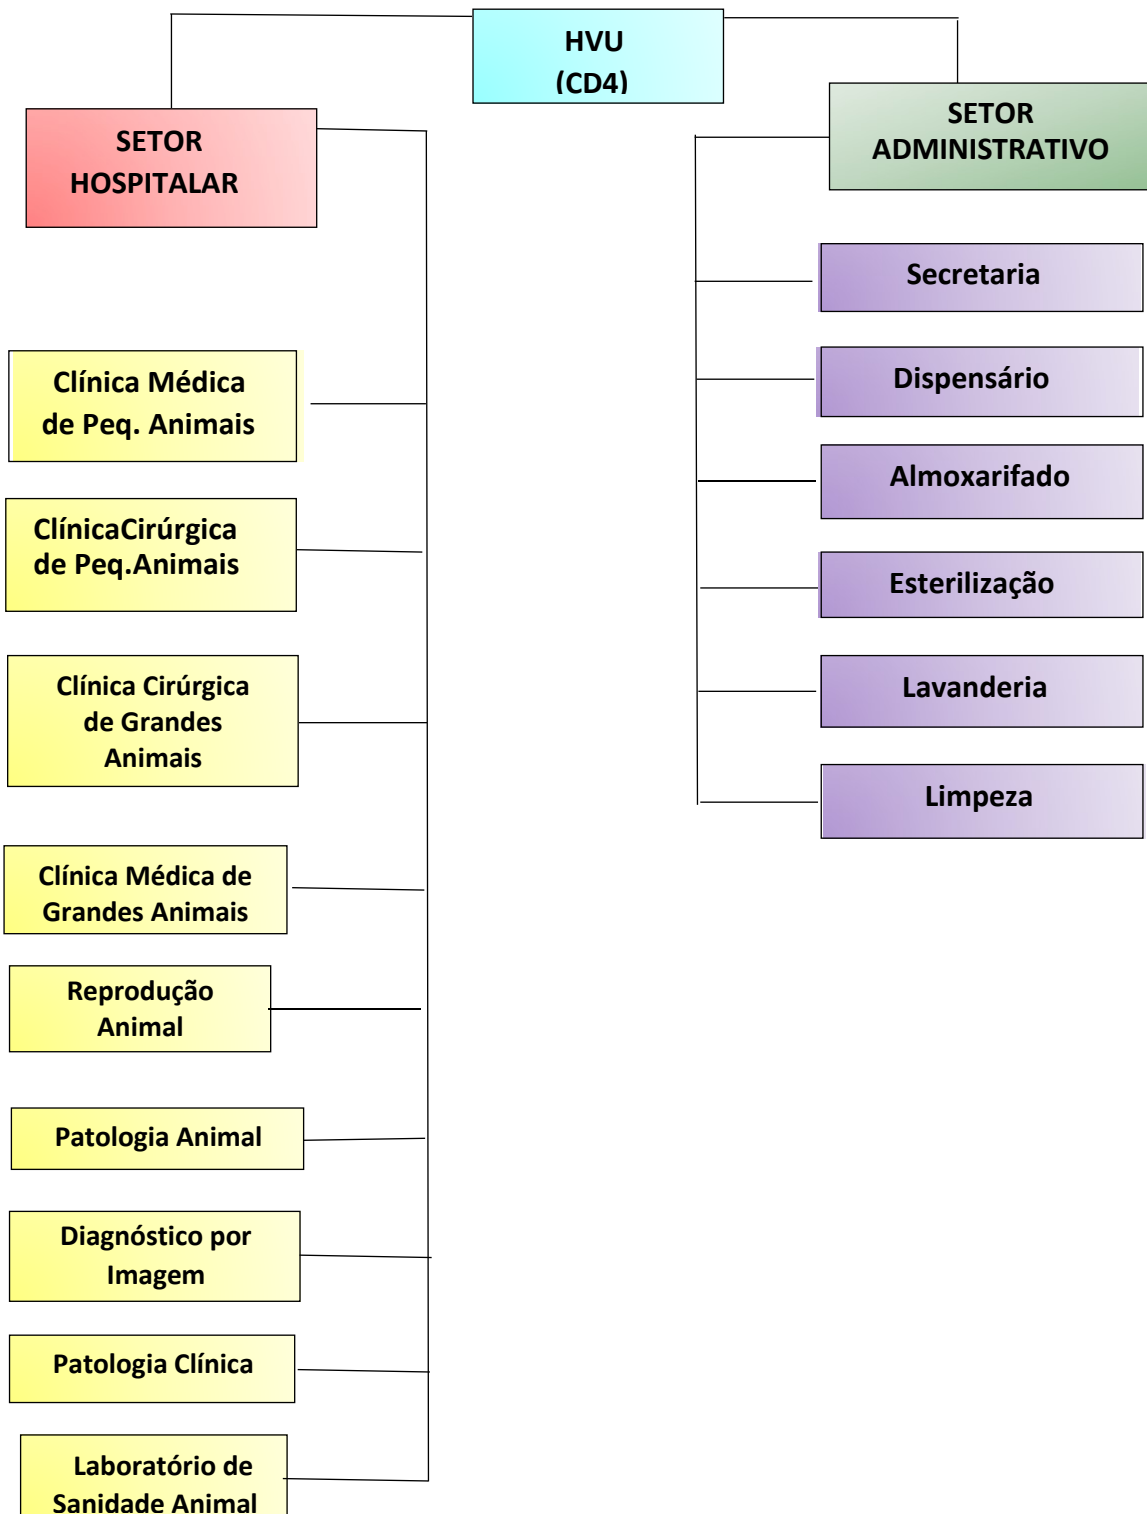 HVU
(CD4)
SETOR
HOSPITALAR
SETOR
ADMINISTRATIVO
Clínica Médica
de Peq. Animais
ClínicaCirúrgica
de Peq.Animais
Clínica Cirúrgica
de Grandes
Animais
Clínica Médica de
Grandes Animais
Reprodução
Animal
Patologia Animal
Diagnóstico por
Imagem
Patologia Clínica
Laboratório de
Sanidade Animal
Secretaria
Dispensário
Almoxarifado
Esterilização
Lavanderia
Limpeza